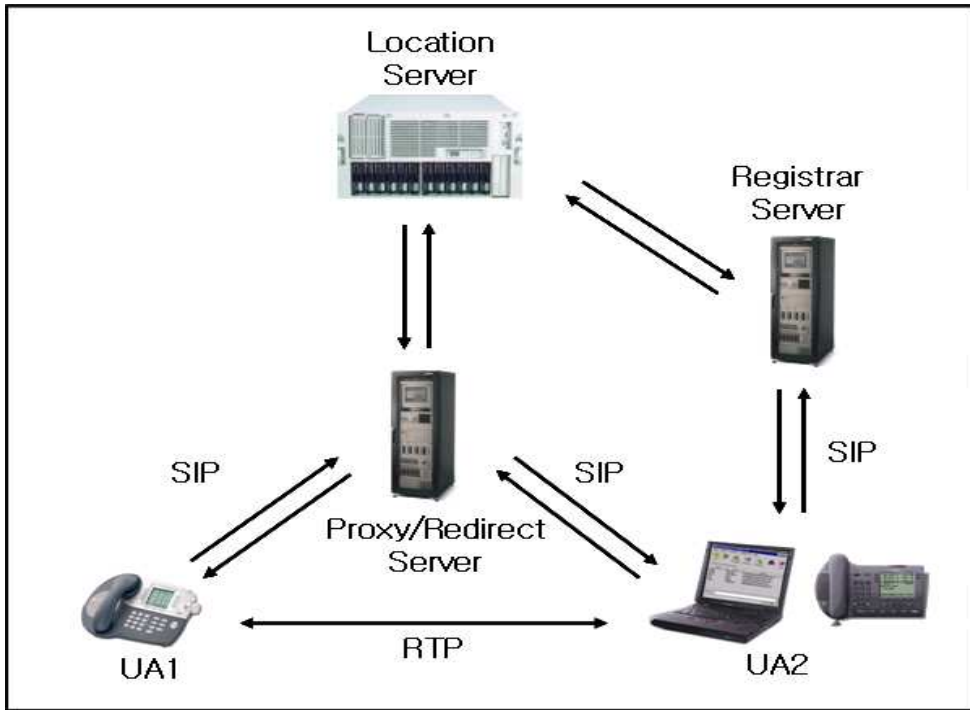 Location
Server
Registrar
Server
SIP
SIP
SIP
Proxy/Redirect
Server
RTP
UA1
UA2